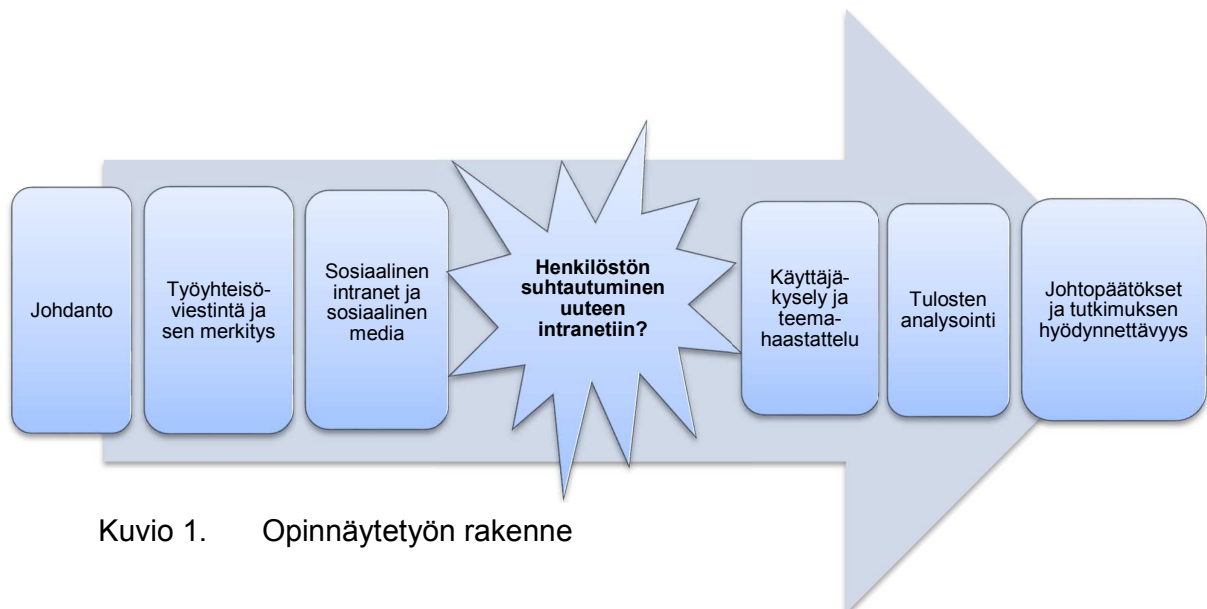 Johdanto
Työyhteisö-
viestintä ja
sen merkitys
Sosiaalinen
intranet ja
sosiaalinen
media
Henkilöstön
suhtautuminen
uuteen
intranetiin?
Käyttäjä-
kysely ja
teema-
haastattelu
Tulosten
analysointi
Johtopäätökset
ja tutkimuksen
hyödynnettävyys
Kuvio 1. Opinnäytetyön rakenne